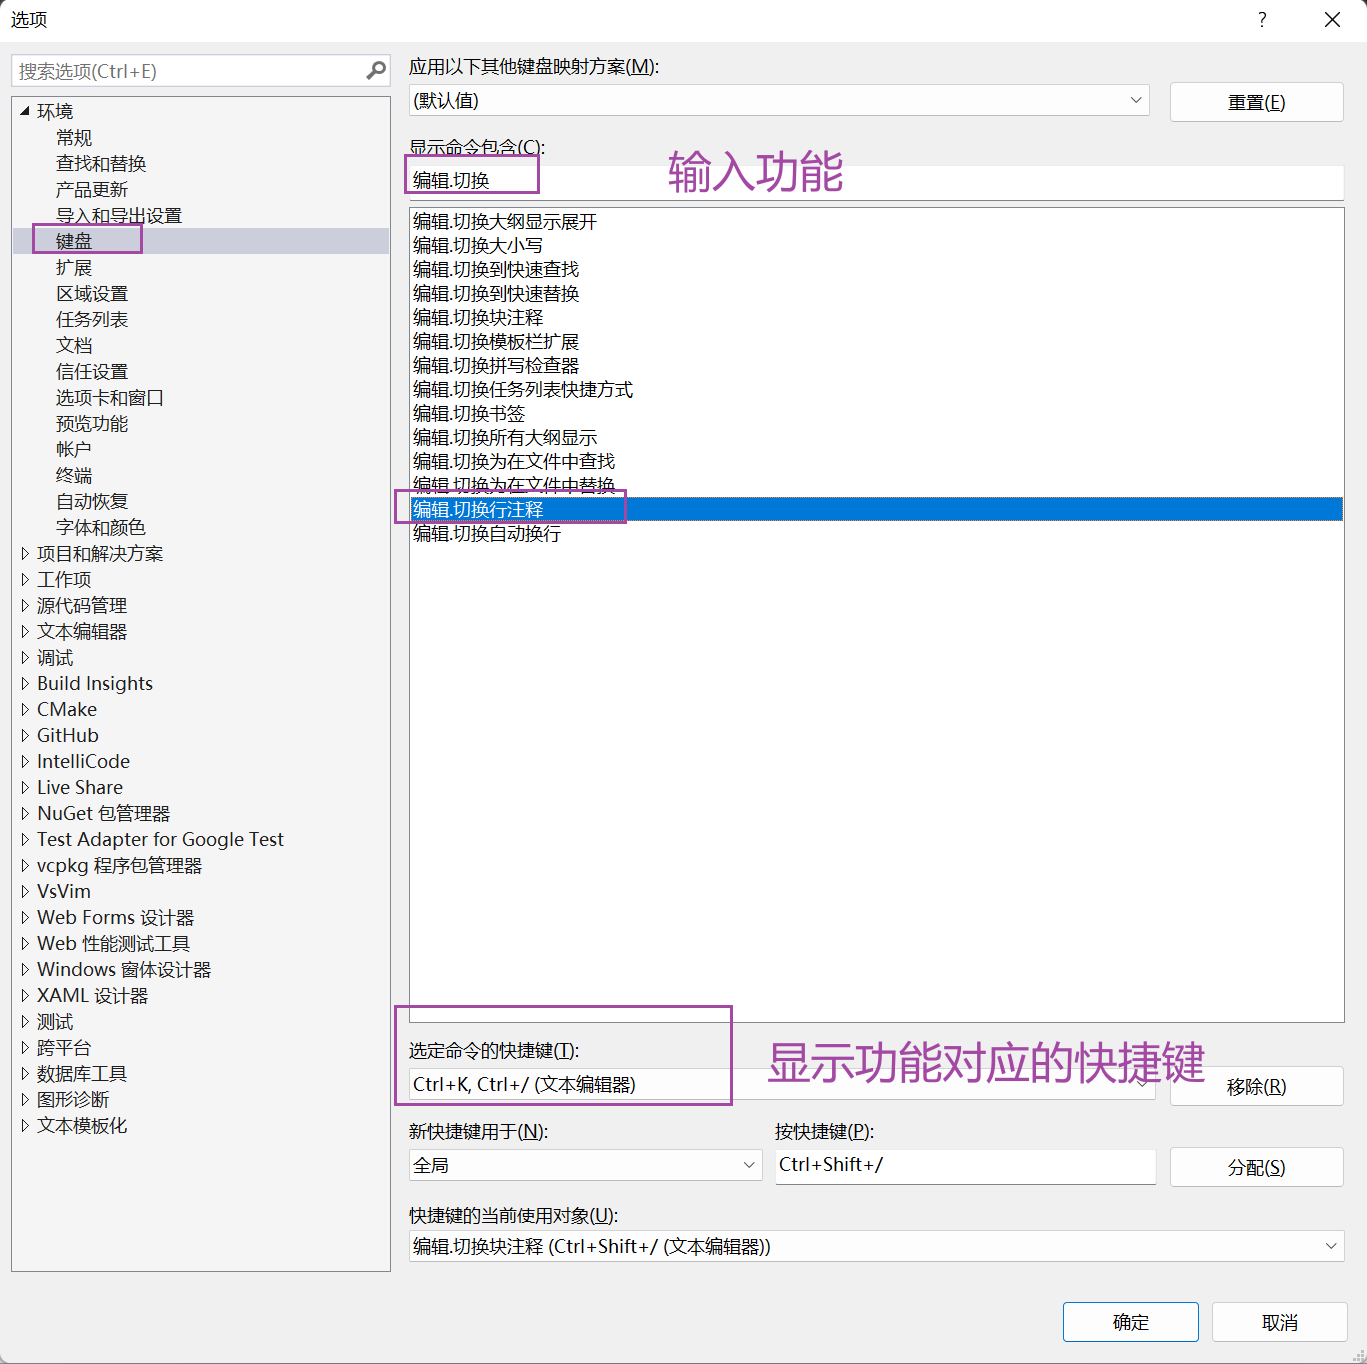 选项
?
搜索选项(Ctrl+E)
环境
常规
查找和替换
产品更新
导入和导出设置
键盘
扩展
区域设置
任务列表
文档
信任设置
选项卡和窗口
预览功能
帐户
终端
自动恢复
字体和颜色
项目和解决方案
工作项
源代码管理
文本编辑器
调试
Build Insights
CMake
GitHub
IntelliCode
Live Share
NuGet 包管理器
Test Adapter for Google Test
vcpkg 程序包管理器
VsVim
Web Forms 设计器
Web 性能测试工具
Windows 窗体设计器
XAML 设计器
测试
跨平台
数据库工具
图形诊断
文本模板化
应用以下其他键盘映射方案(M):
(默认值)
重置(E)
显示命令包含(C):
编辑.切换
输入功能
编辑.切换大纲显示展开
编辑.切换大小写
编辑.切换到快速查找
编辑.切换到快速替换
编辑.切换块注释
编辑.切换模板栏扩展
编辑.切换拼写检查器
编辑.切换任务列表快捷方式
编辑.切换书签
编辑.切换所有大纲显示
编辑.切换为在文件中查找
编辑.切换为在文件中替换
编辑.切换行注释
编辑.切换自动换行
选定命令的快捷键(T):
Ctrl+K, Ctrl+/ (文本编辑器)
显示功能对应的快捷键
移除(R)
新快捷键用于(N):
按快捷键(P):
全局
Ctrl+Shift+/
分配(S)
快捷键的当前使用对象(U):
编辑.切换块注释 (Ctrl+Shift+/ (文本编辑器))
确定
取消